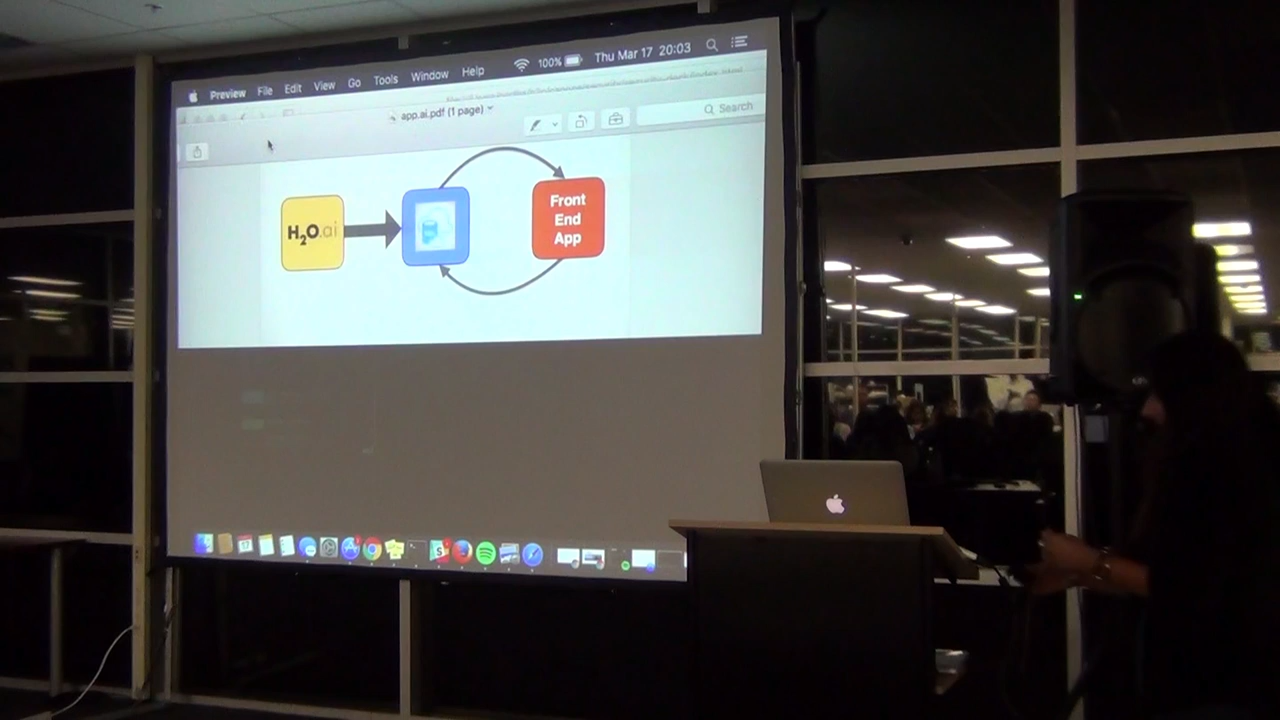 Preview File Edit View Go Tools Window Help 100% Thu Mar 17 20:03
app.ai.pdf (1 page)
Search
H2O.ai
Front
End
App
17